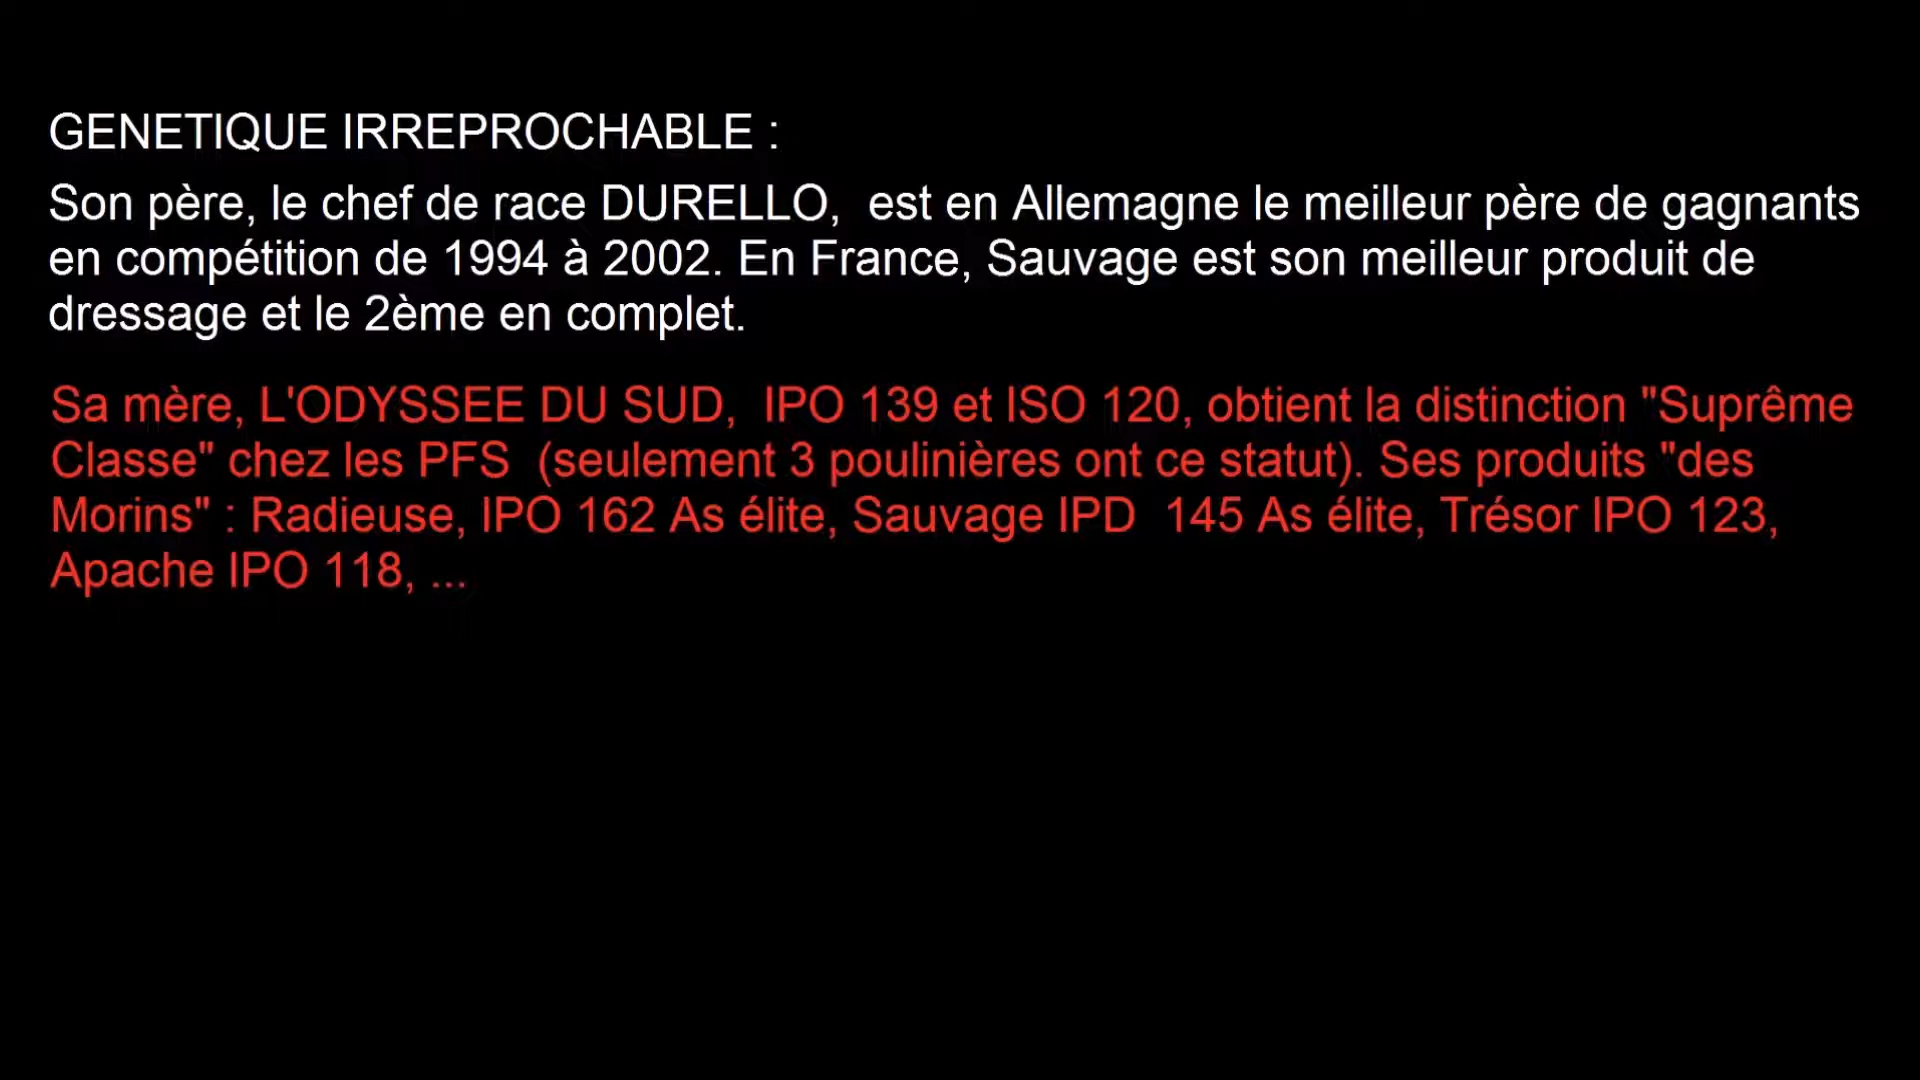 GENETIQUE IRREPROCHABLE :
Son père, le chef de race DURELLO,  est en Allemagne le meilleur père de gagnants
en compétition de 1994 à 2002. En France, Sauvage est son meilleur produit de
dressage et le 2ème en complet.
Sa mère, L'ODYSSEE DU SUD,  IPO 139 et ISO 120, obtient la distinction "Suprême
Classe" chez les PFS  (seulement 3 poulinières ont ce statut). Ses produits "des
Morins" : Radieuse, IPO 162 As élite, Sauvage IPD  145 As élite, Trésor IPO 123,
Apache IPO 118, ...